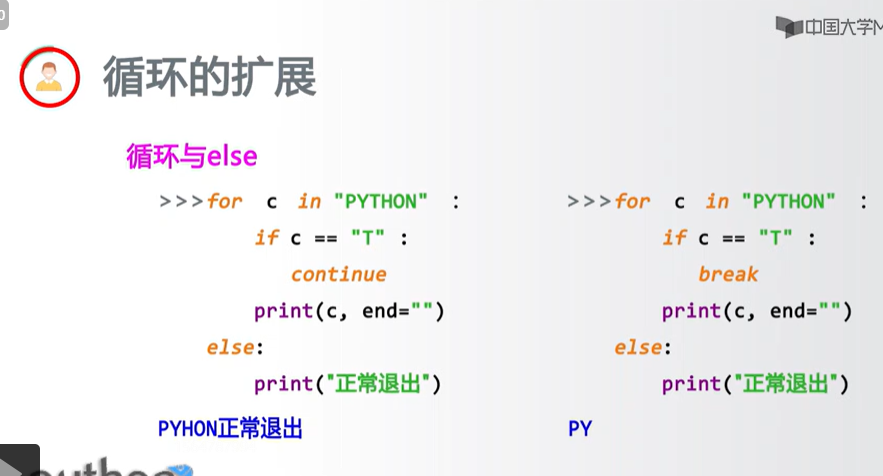 中国大学M
循环的扩展
循环与else
>>>for c in "PYTHON" :
if c == "T" :
continue
print(c, end="")
else:
print("正常退出")
PYHON正常退出
>>>for c in "PYTHON" :
if c == "T" :
break
print(c, end="")
else:
print("正常退出")
PY